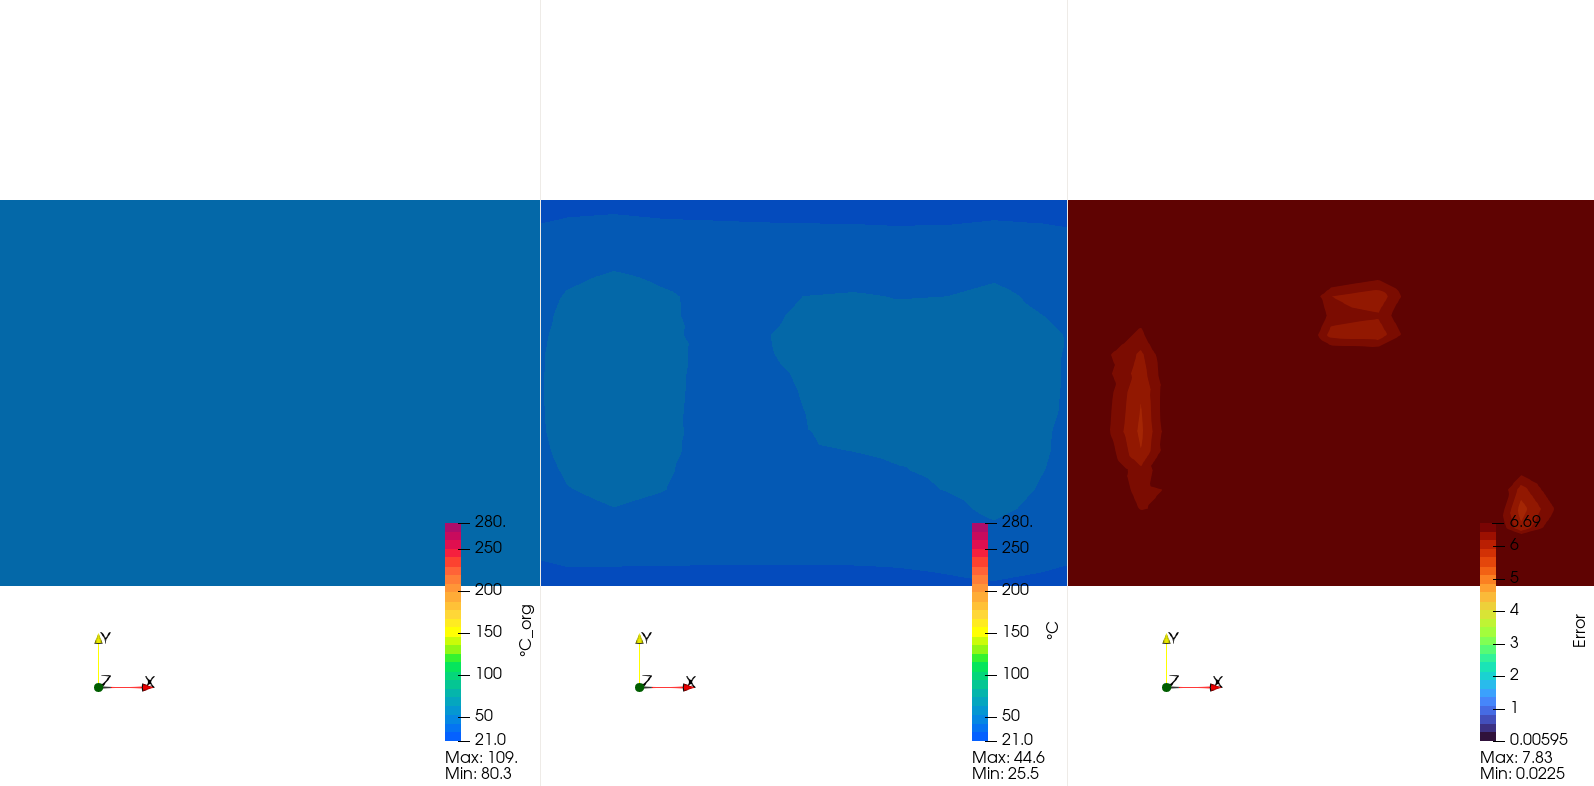 280.
250
200
150
100
50
21.0
°C_org
Max: 109.
Min: 80.3
Y
Z
X
280.
250
200
150
100
50
21.0
°C
Max: 44.6
Min: 25.5
Y
Z
X
6.69
6
5
4
3
2
1
0.00595
Error
Max: 7.83
Min: 0.0225
Y
Z
X